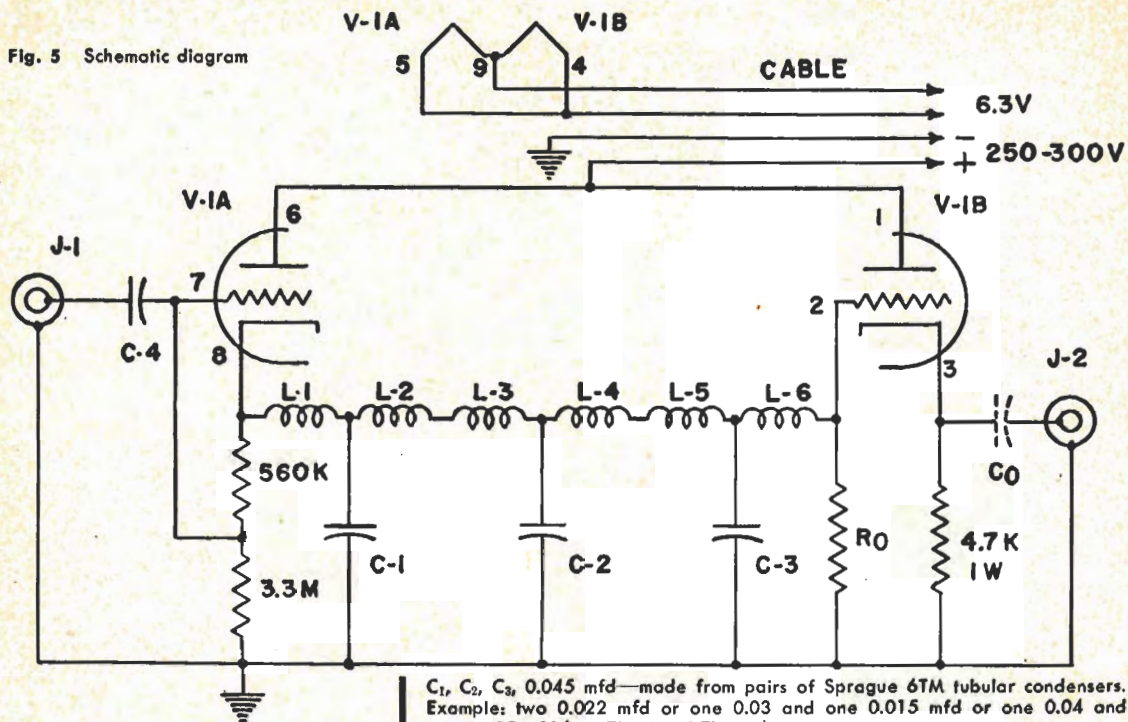 Fig. 5 Schematic diagram
V-1A
V-1B
5
9
4
CABLE
6.3V
-
+
250-300V
V-1A
6
1
V-1B
J-1
7
2
C-4
8
3
J-2
L-1
L-2
L-3
L-4
L-5
L-6
560K
CO
C-1
C-2
C-3
RO
4.7K
1W
3.3M
C1, C2, C3, 0.045 mfd—made from pairs of Sprague 6TM tubular condensers.
Example: two 0.022 mfd or one 0.03 and one 0.015 mfd or one 0.04 and